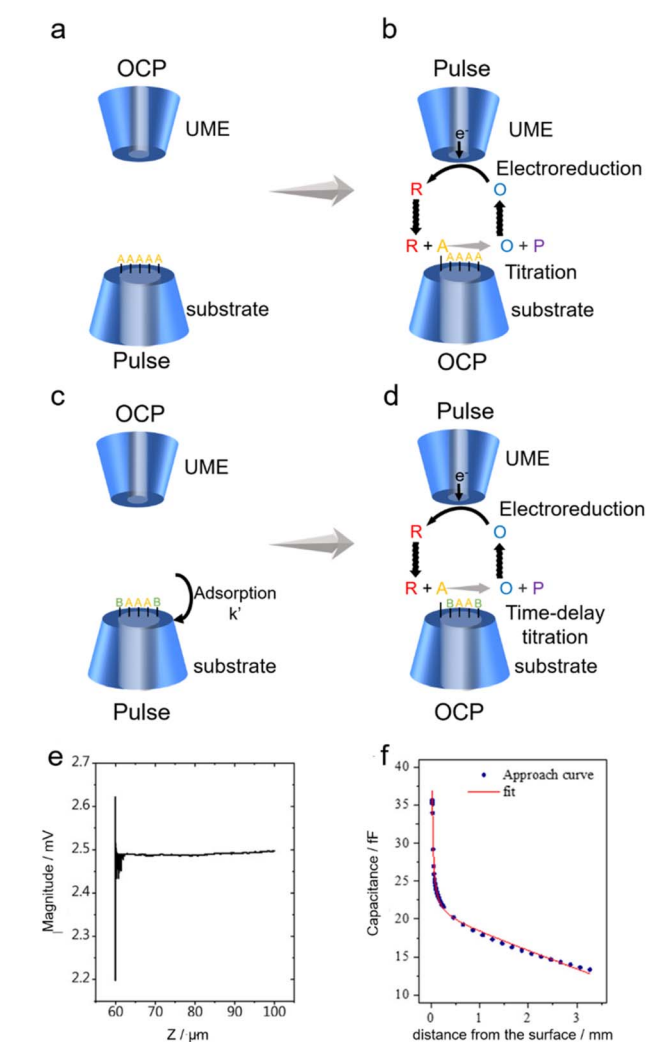 a
OCP
UME
AAAAA
substrate
Pulse
b
Pulse
e-
UME
Electroreduction
R
O
R + A
O + P
AAAA
Titration
substrate
OCP
c
OCP
UME
BAAAB
Adsorption
k’
substrate
Pulse
d
Pulse
e-
UME
Electroreduction
R
O
R + A
O + P
BAAB
Time-delay
titration
substrate
OCP
e
2.7
2.6
2.5
2.4
2.3
2.2
Magnitude / mV
60 70 80 90 100
Z / μm
f
40
35
30
25
20
15
10
Capacitance / fF
Approach curve
fit
0 1 2 3
distance from the surface / mm